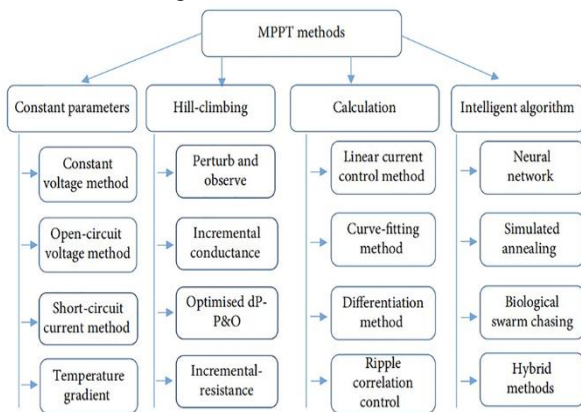 MPPT methods
Constant parameters
Hill-climbing
Calculation
Intelligent algorithm
Constant
voltage method
Open-circuit
voltage method
Short-circuit
current method
Temperature
gradient
Perturb and
observe
Incremental
conductance
Optimised dP-
P&O
Incremental-
resistance
Linear current
control method
Curve-fitting
method
Differentiation
method
Ripple
correlation
control
Neural
network
Simulated
annealing
Biological
swarm chasing
Hybrid
methods